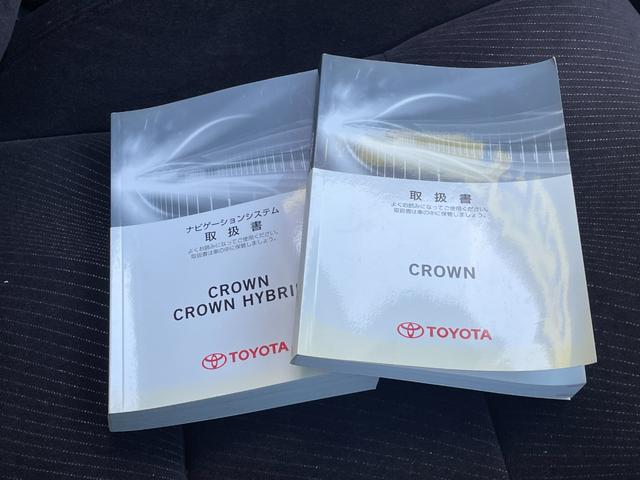 ナビゲーションシステム
取扱書
よくお読みになってご使用ください。
取扱書は車の中に保管しましょう。
CROWN
CROWN HYBRI
TOYOTA
取扱書
よくお読みになってご使用ください。
取扱書は車の中に保管しましょう。
CROWN
TOYOTA